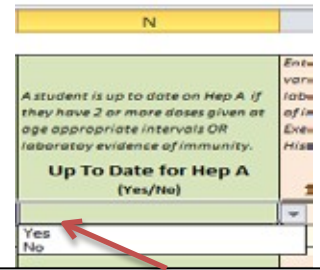 N
A student is up to date on Hep A if
they have 2 or more doses given at
age appropriate intervals OR
laboratoy evidence of immunity.
Up To Date for Hep A
(Yes/No)
Yes
No